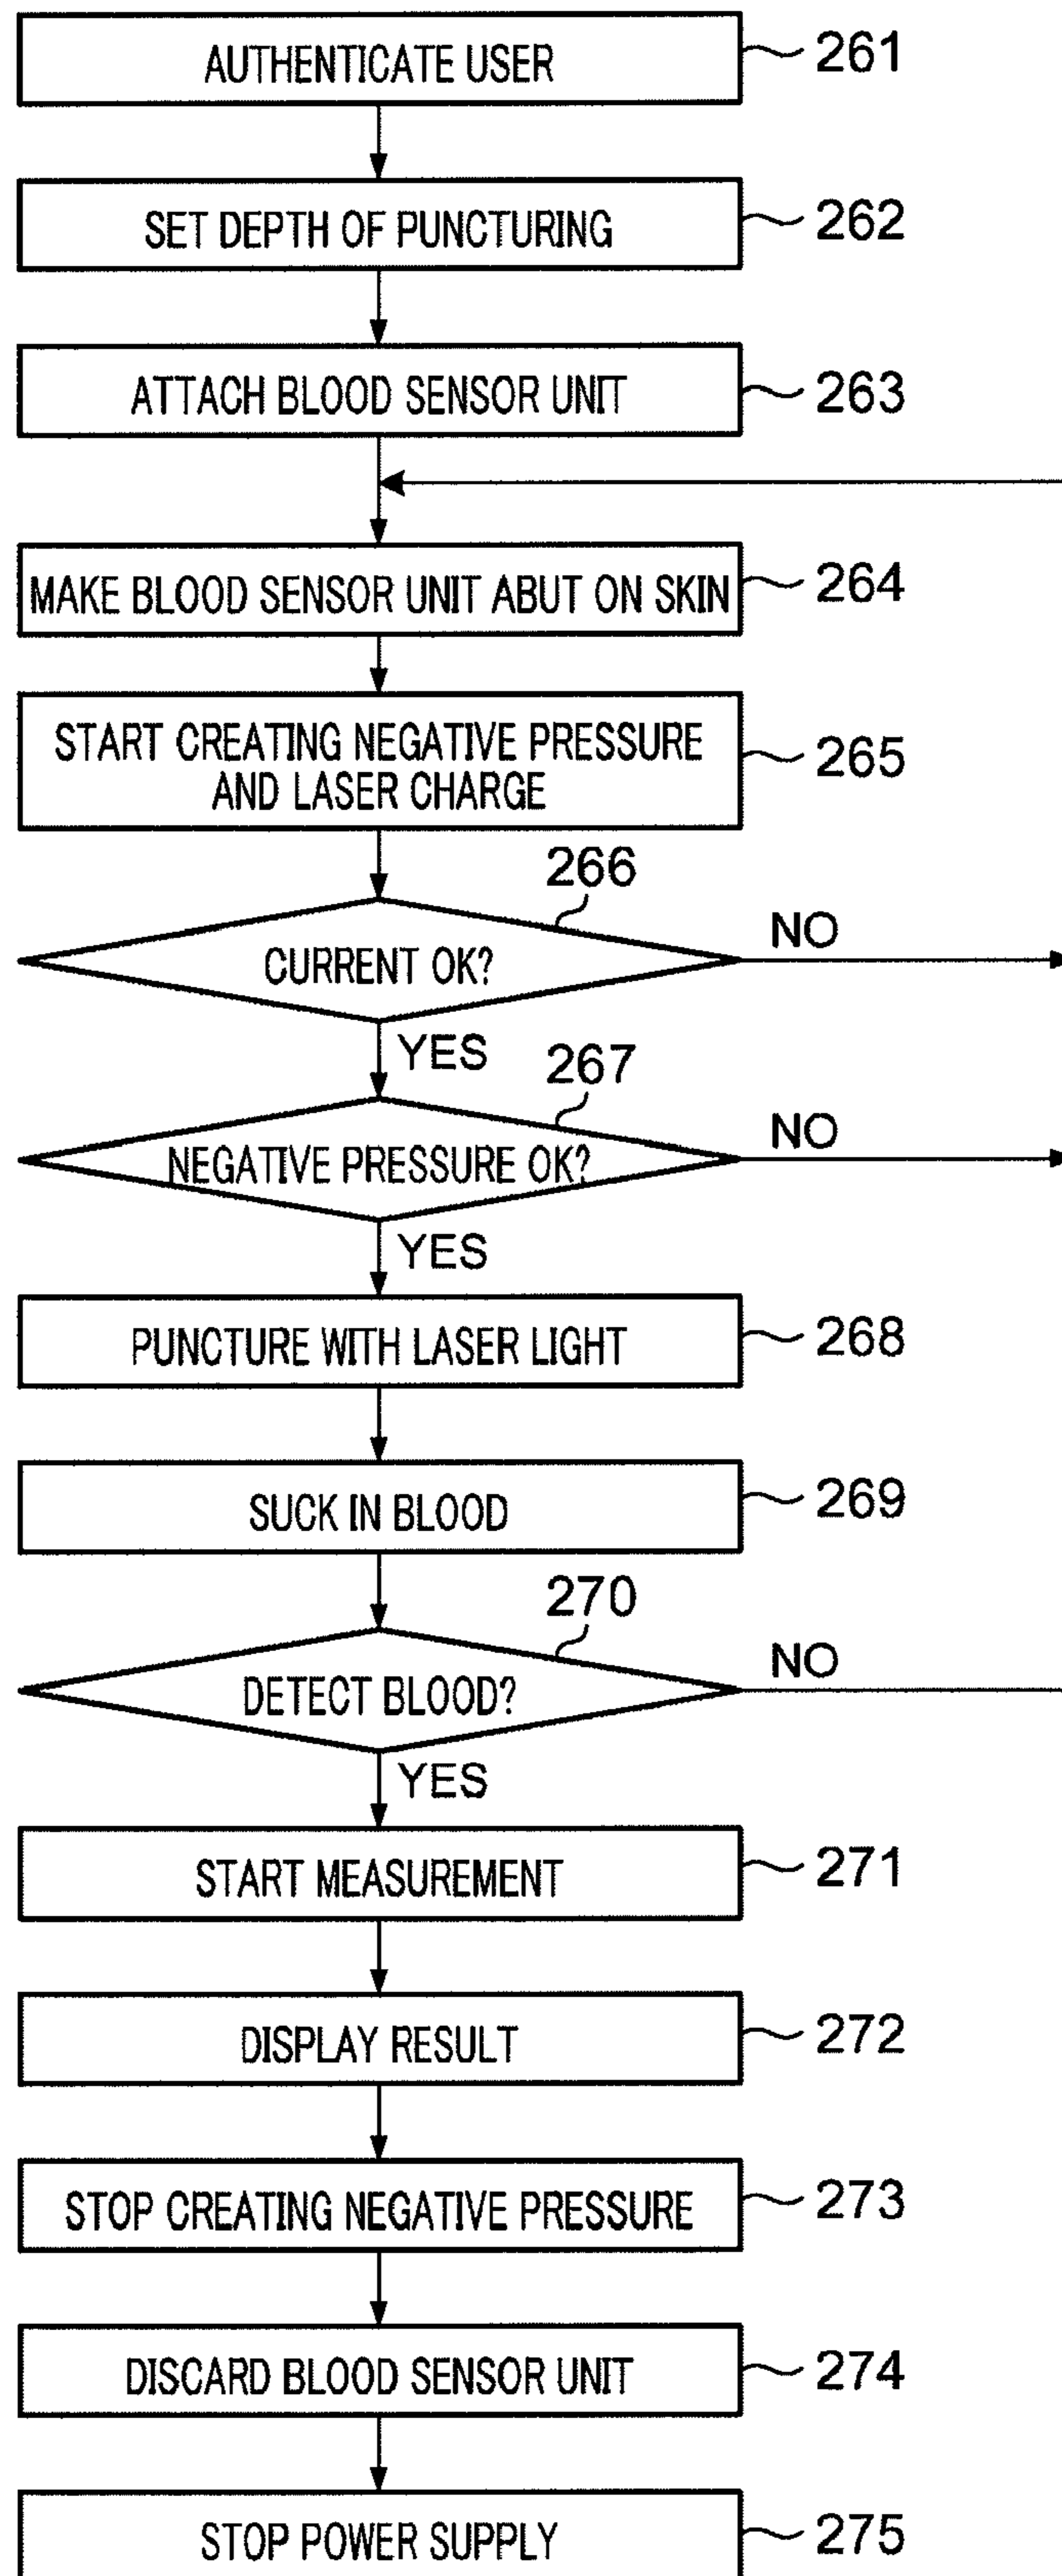 AUTHENTICATE USER 261
SET DEPTH OF PUNCTURING 262
ATTACH BLOOD SENSOR UNIT 263
MAKE BLOOD SENSOR UNIT ABUT ON SKIN 264
START CREATING NEGATIVE PRESSURE
AND LASER CHARGE
265
266
CURRENT OK?
NO
YES
267
NEGATIVE PRESSURE OK?
NO
YES
PUNCTURE WITH LASER LIGHT 268
SUCK IN BLOOD 269
270
DETECT BLOOD?
NO
YES
START MEASUREMENT 271
DISPLAY RESULT 272
STOP CREATING NEGATIVE PRESSURE 273
DISCARD BLOOD SENSOR UNIT 274
STOP POWER SUPPLY 275